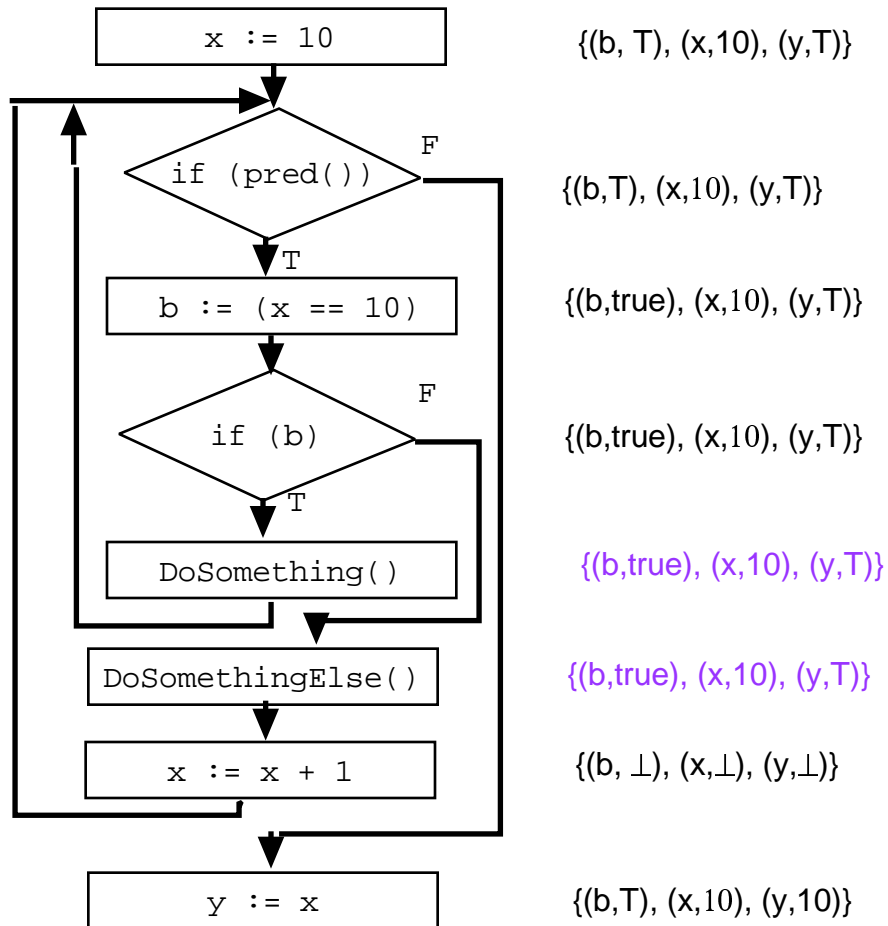 x := 10
{(b, T), (x,10), (y,T)}
F
if (pred())
{(b,T), (x,10), (y,T)}
T
b := (x == 10)
{(b,true), (x,10), (y,T)}
F
if (b)
{(b,true), (x,10), (y,T)}
T
DoSomething()
{(b,true), (x,10), (y,T)}
DoSomethingElse()
{(b,true), (x,10), (y,T)}
x := x + 1
{(b, ⊥), (x,⊥), (y,⊥)}
y := x
{(b,T), (x,10), (y,10)}